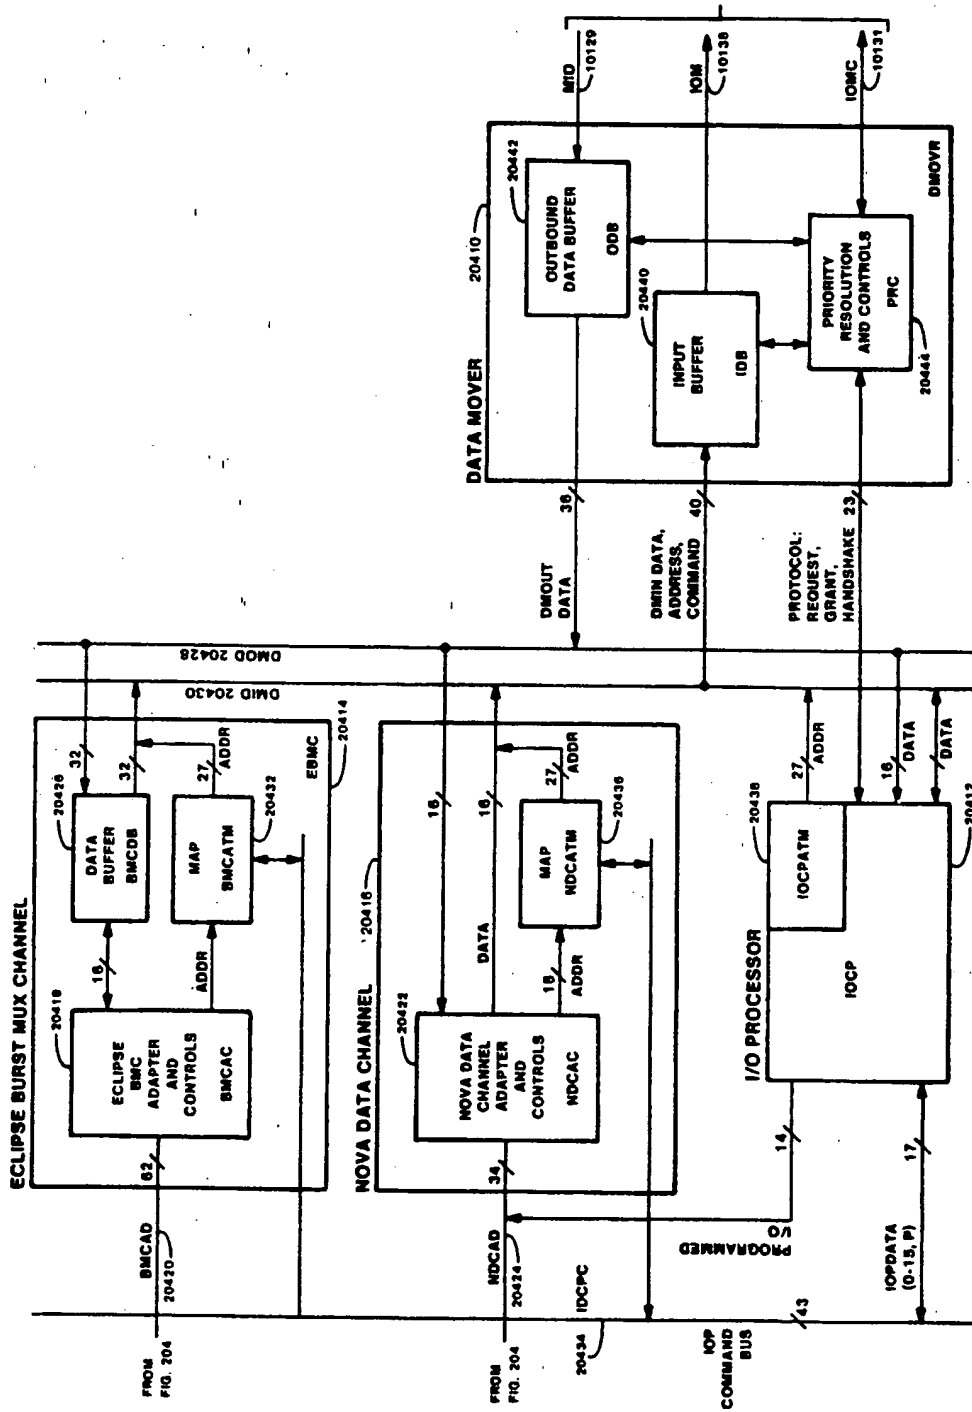 ECLIPSE BURST MUX CHANNEL
20419
ECLIPSE
BMC
ADAPTER
AND
CONTROLS
BMCAC
20426
DATA
BUFFER
BMCDB
MAP
BMCATM
20432
16
ADDR
32
32
27
ADDR
EBMC
20414
FROM
FIG. 204
BMCAD
20420
62
DMID 20430
DMOD 20428
NOVA DATA CHANNEL
20416
20422
NOVA DATA
CHANNEL
ADAPTER
AND
CONTROLS
NDCAC
16
16
DATA
ADDR
27
ADDR
MAP
NDCATM
20436
FROM
FIG. 204
NDCAD
20424
34
IDCPC
20434
IOP
COMMAND
BUS
43
PROGRAMMED
I/O
14
IOPDATA
(0-15, P)
17
I/O PROCESSOR
IOCP
IOCPATM
20438
27
ADDR
16
DATA
DATA
DATA MOVER
20410
OUTBOUND
DATA BUFFER
ODB
20442
INPUT
BUFFER
IDB
20440
PRIORITY
RESOLUTION
AND CONTROLS
PRC
20444
DMOVR
DMOUT
DATA
36
DMIN DATA,
ADDRESS,
COMMAND
40
PROTOCOL:
REQUEST,
GRANT,
HANDSHAKE
23
MIO
10129
IOM
10138
IOMC
10131